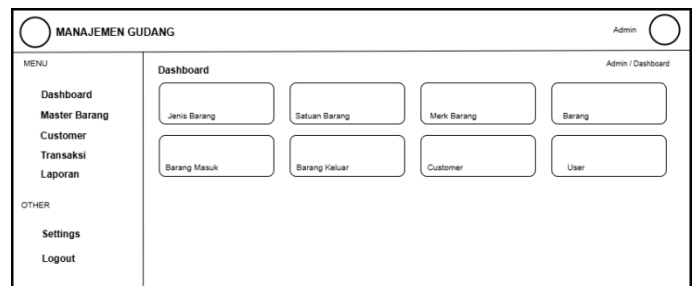 MANAJEMEN GUDANG
Admin
MENU
Dashboard
Master Barang
Customer
Transaksi
Laporan
OTHER
Settings
Logout
Dashboard
Admin / Dashboard
Jenis Barang
Satuan Barang
Merk Barang
Barang
Barang Masuk
Barang Keluar
Customer
User